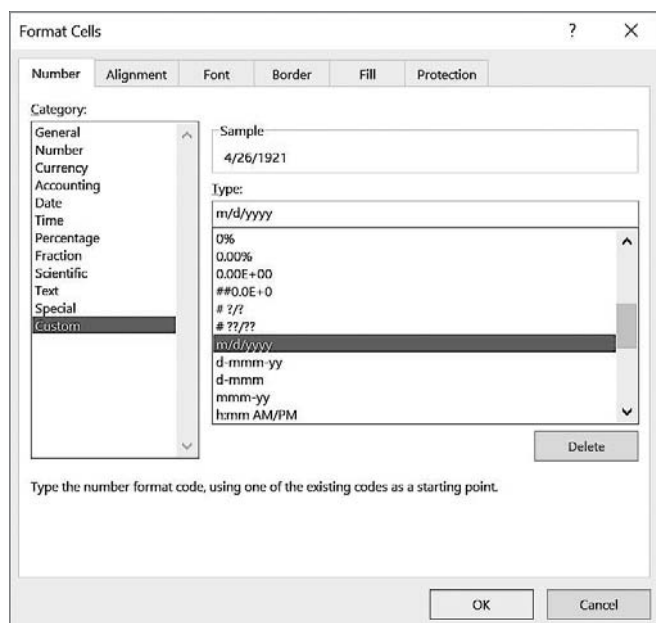 Format Cells
?
Number Alignment Font Border Fill Protection
Category:
General
Number
Currency
Accounting
Date
Time
Percentage
Fraction
Scientific
Text
Special
Custom
Sample
4/26/1921
Type:
m/d/yyyy
0%
0.00%
0.00E+00
##0.0E+0
# ?/?
# ??/??
m/d/yyyy
d-mmm-yy
d-mmm
mmm-yy
h:mm AM/PM
Delete
Type the number format code, using one of the existing codes as a starting point.
OK Cancel